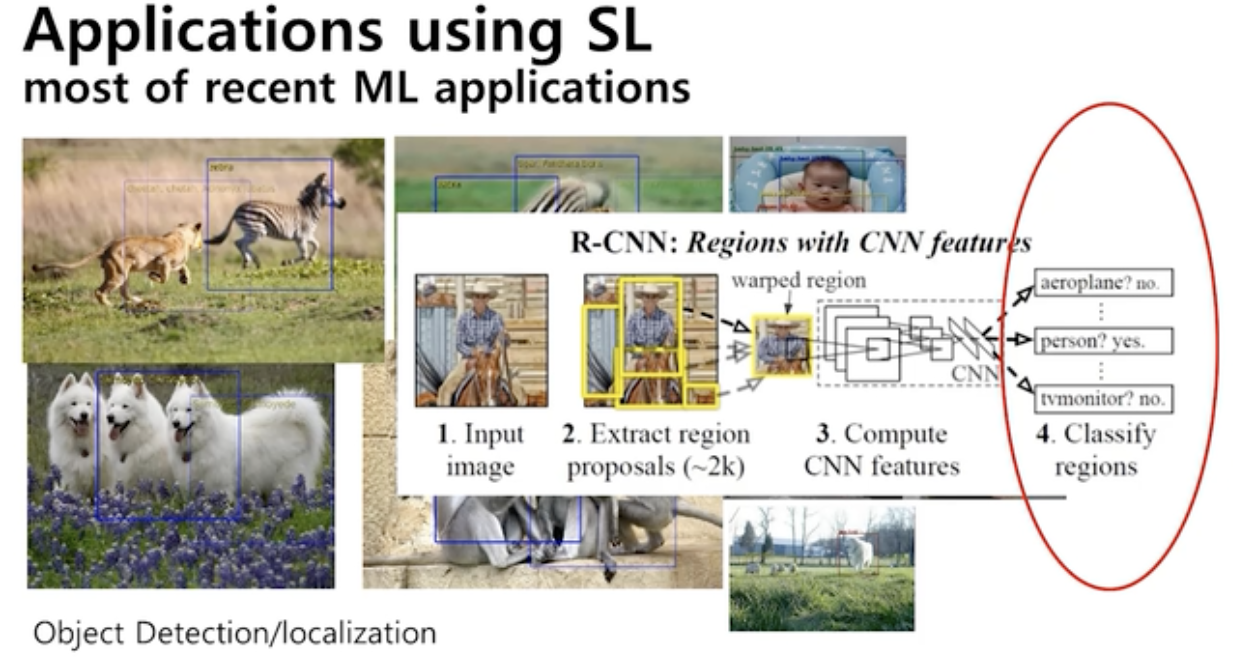 Applications using SL
most of recent ML applications
zebra
R-CNN: Regions with CNN features
warped region
aeroplane? no.
person? yes.
CNN
tvmonitor? no.
1. Input image
2. Extract region proposals (~2k)
3. Compute CNN features
4. Classify regions
Object Detection/localization